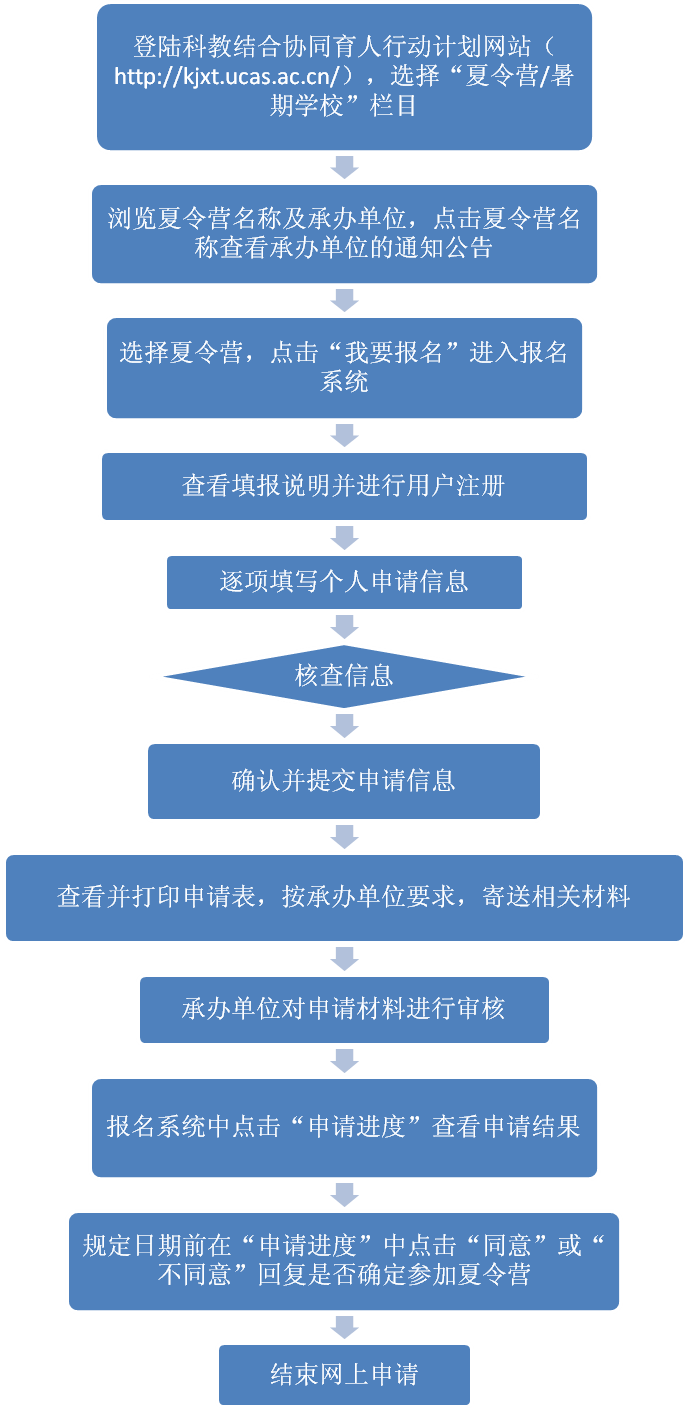 登陆科教结合协同育人行动计划网站（
http://kjxt.ucas.ac.cn/），选择“夏令营/暑
期学校”栏目
浏览夏令营名称及承办单位，点击夏令营名
称查看承办单位的通知公告
选择夏令营，点击“我要报名”进入报名
系统
查看填报说明并进行用户注册
逐项填写个人申请信息
核查信息
确认并提交申请信息
查看并打印申请表，按承办单位要求，寄送相关材料
承办单位对申请材料进行审核
报名系统中点击“申请进度”查看申请结果
规定日期前在“申请进度”中点击“同意”或“
不同意”回复是否确定参加夏令营
结束网上申请